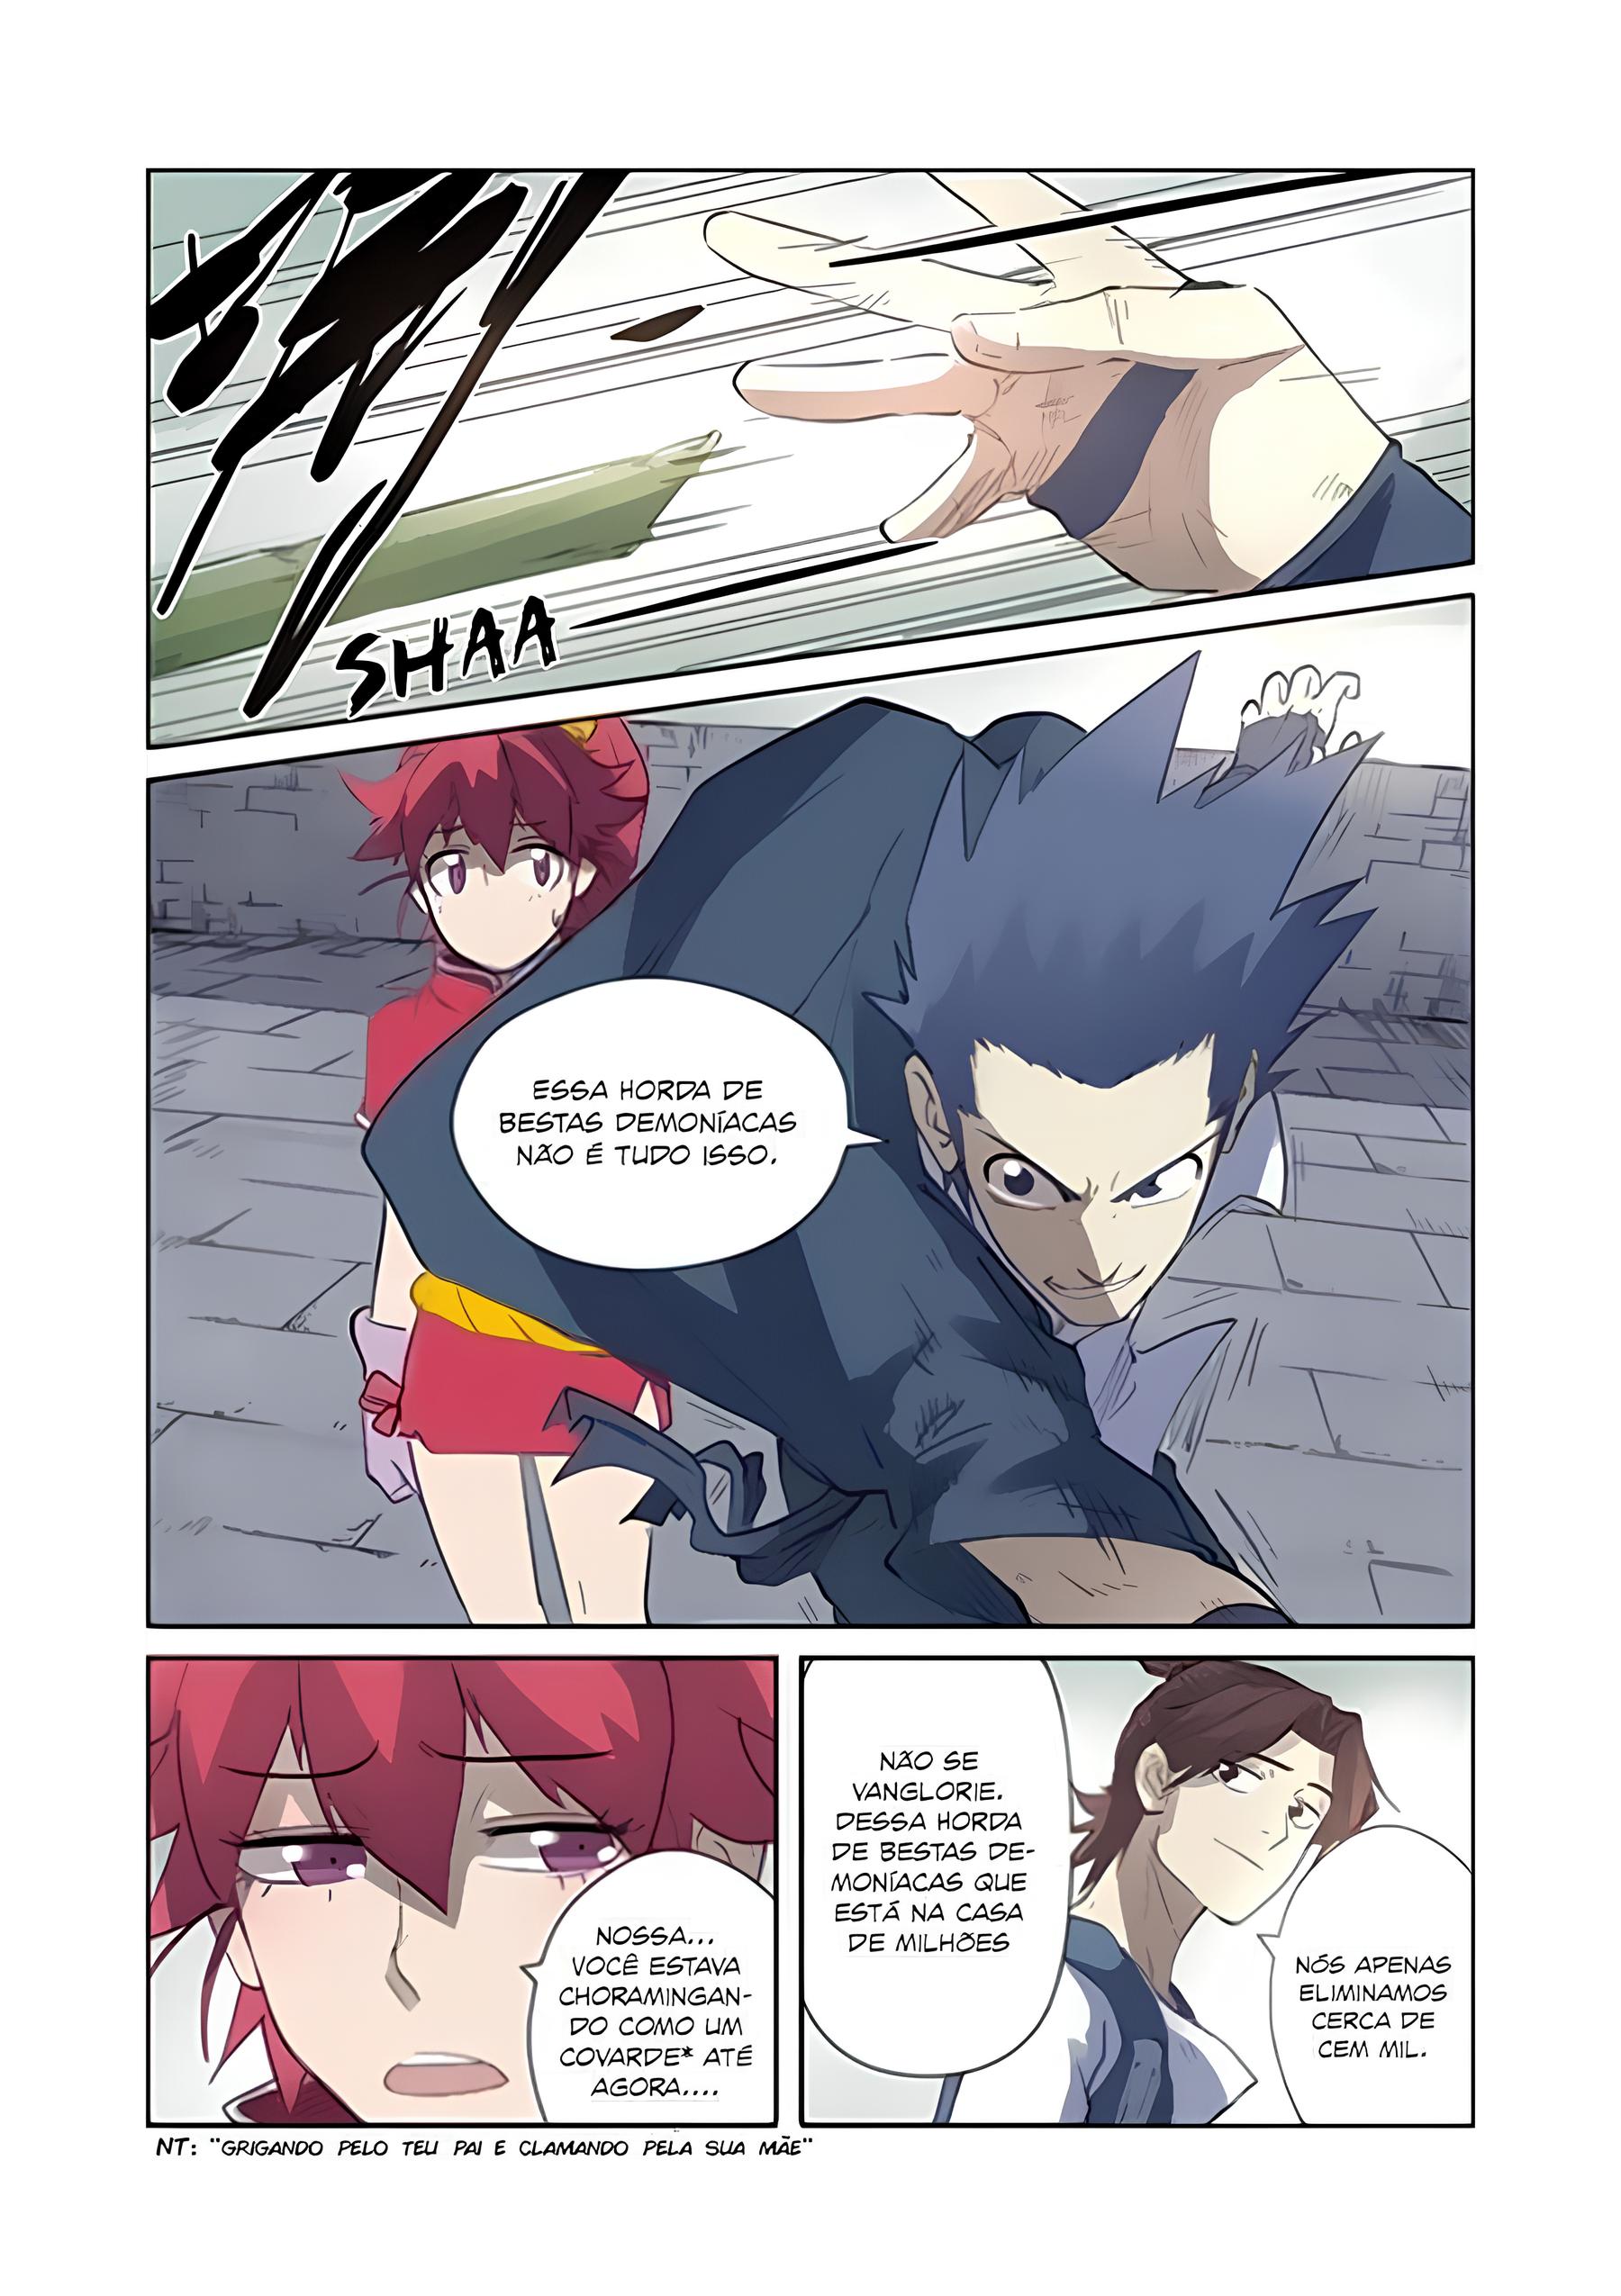 SHAA
ESSA HORDA DE
BESTAS DEMONÍACAS
NÃO É TUDO ISSO.
NOSSA...
VOCÊ ESTAVA
CHORAMINGAN-
DO COMO UM
COVARDE* ATÉ
AGORA....
NÃO SE
VANGLORIE.
DESSA HORDA
DE BESTAS DE-
MONÍACAS QUE
ESTÁ NA CASA
DE MILHÕES
NÓS APENAS
ELIMINAMOS
CERCA DE
CEM MIL.
NT: "GRIGANDO PELO TEU PAI E CLAMANDO PELA SUA MÃE"